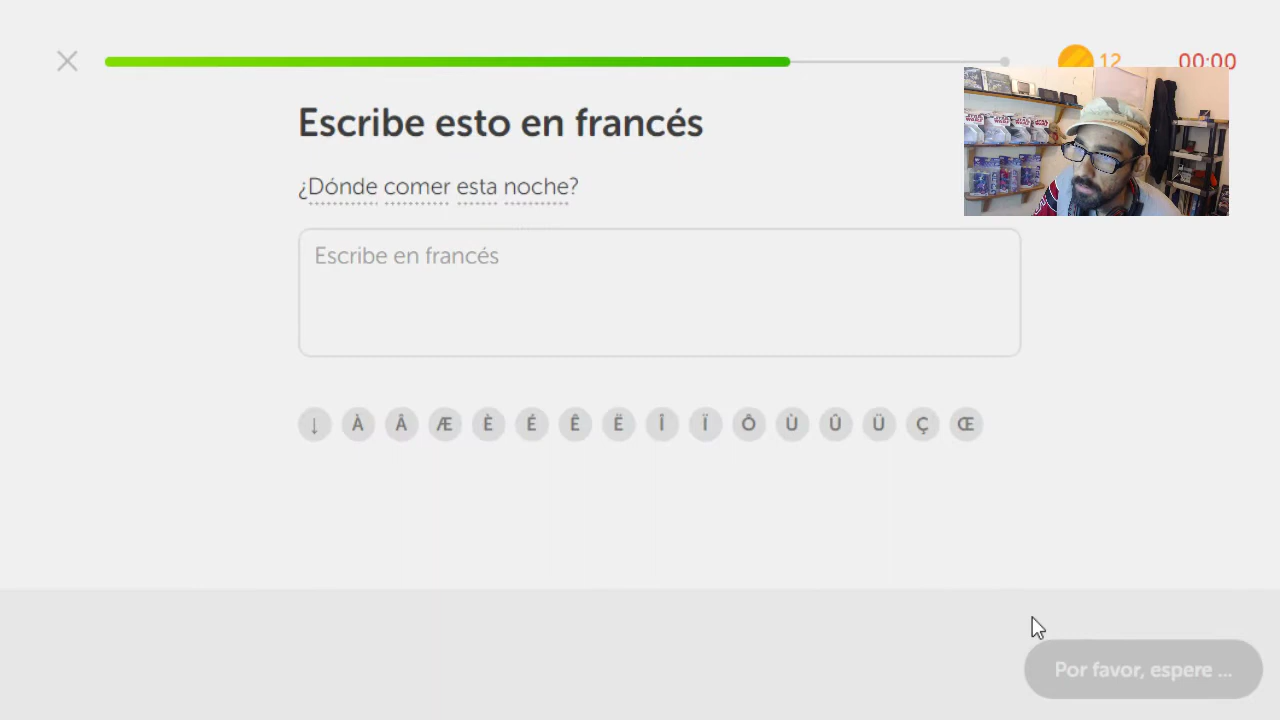 12 00:00
Escribe esto en francés
¿Dónde comer esta noche?
Escribe en francés
↓ À Â Æ È É Ê Ë Î Ï Ô Ù Û Ü Ç Œ
Por favor, espere ...